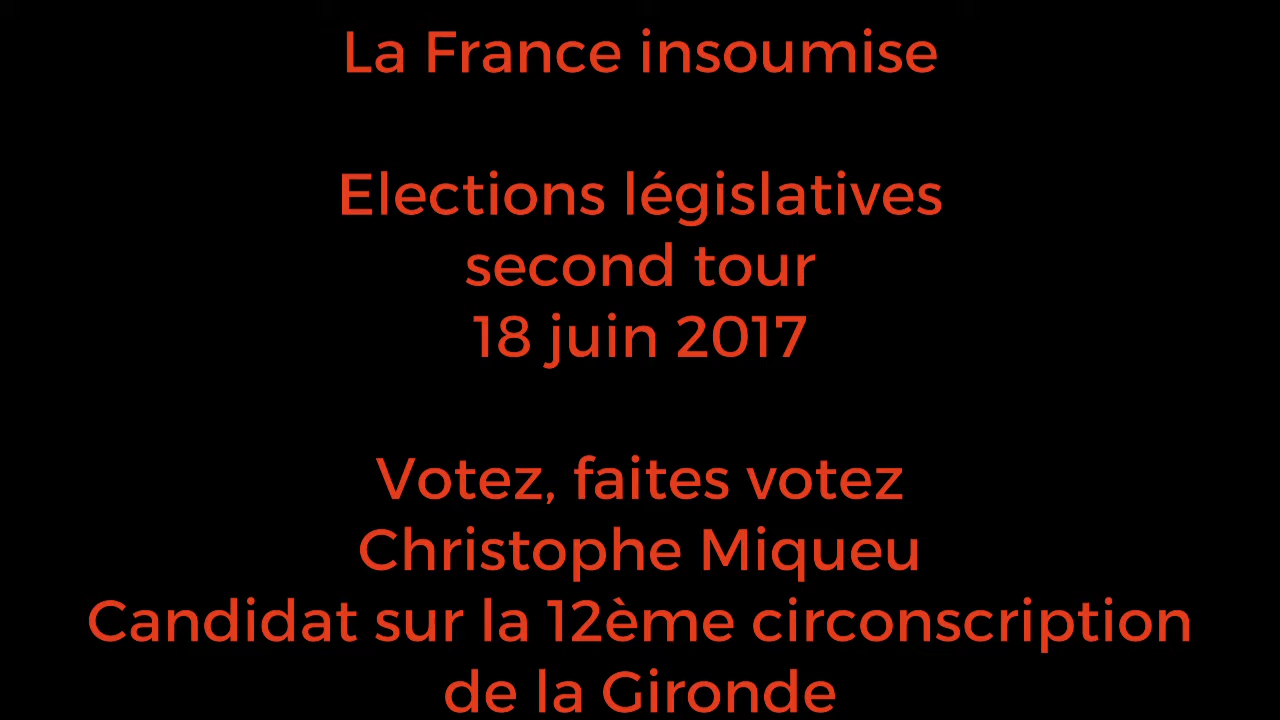 La France insoumise
Elections législatives
second tour
18 juin 2017
Votez, faites votez
Christophe Miqueu
Candidat sur la 12ème circonscription
de la Gironde